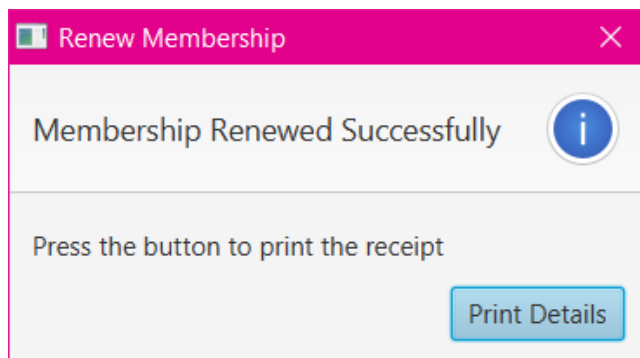 Renew Membership
Membership Renewed Successfully
i
Press the button to print the receipt
Print Details